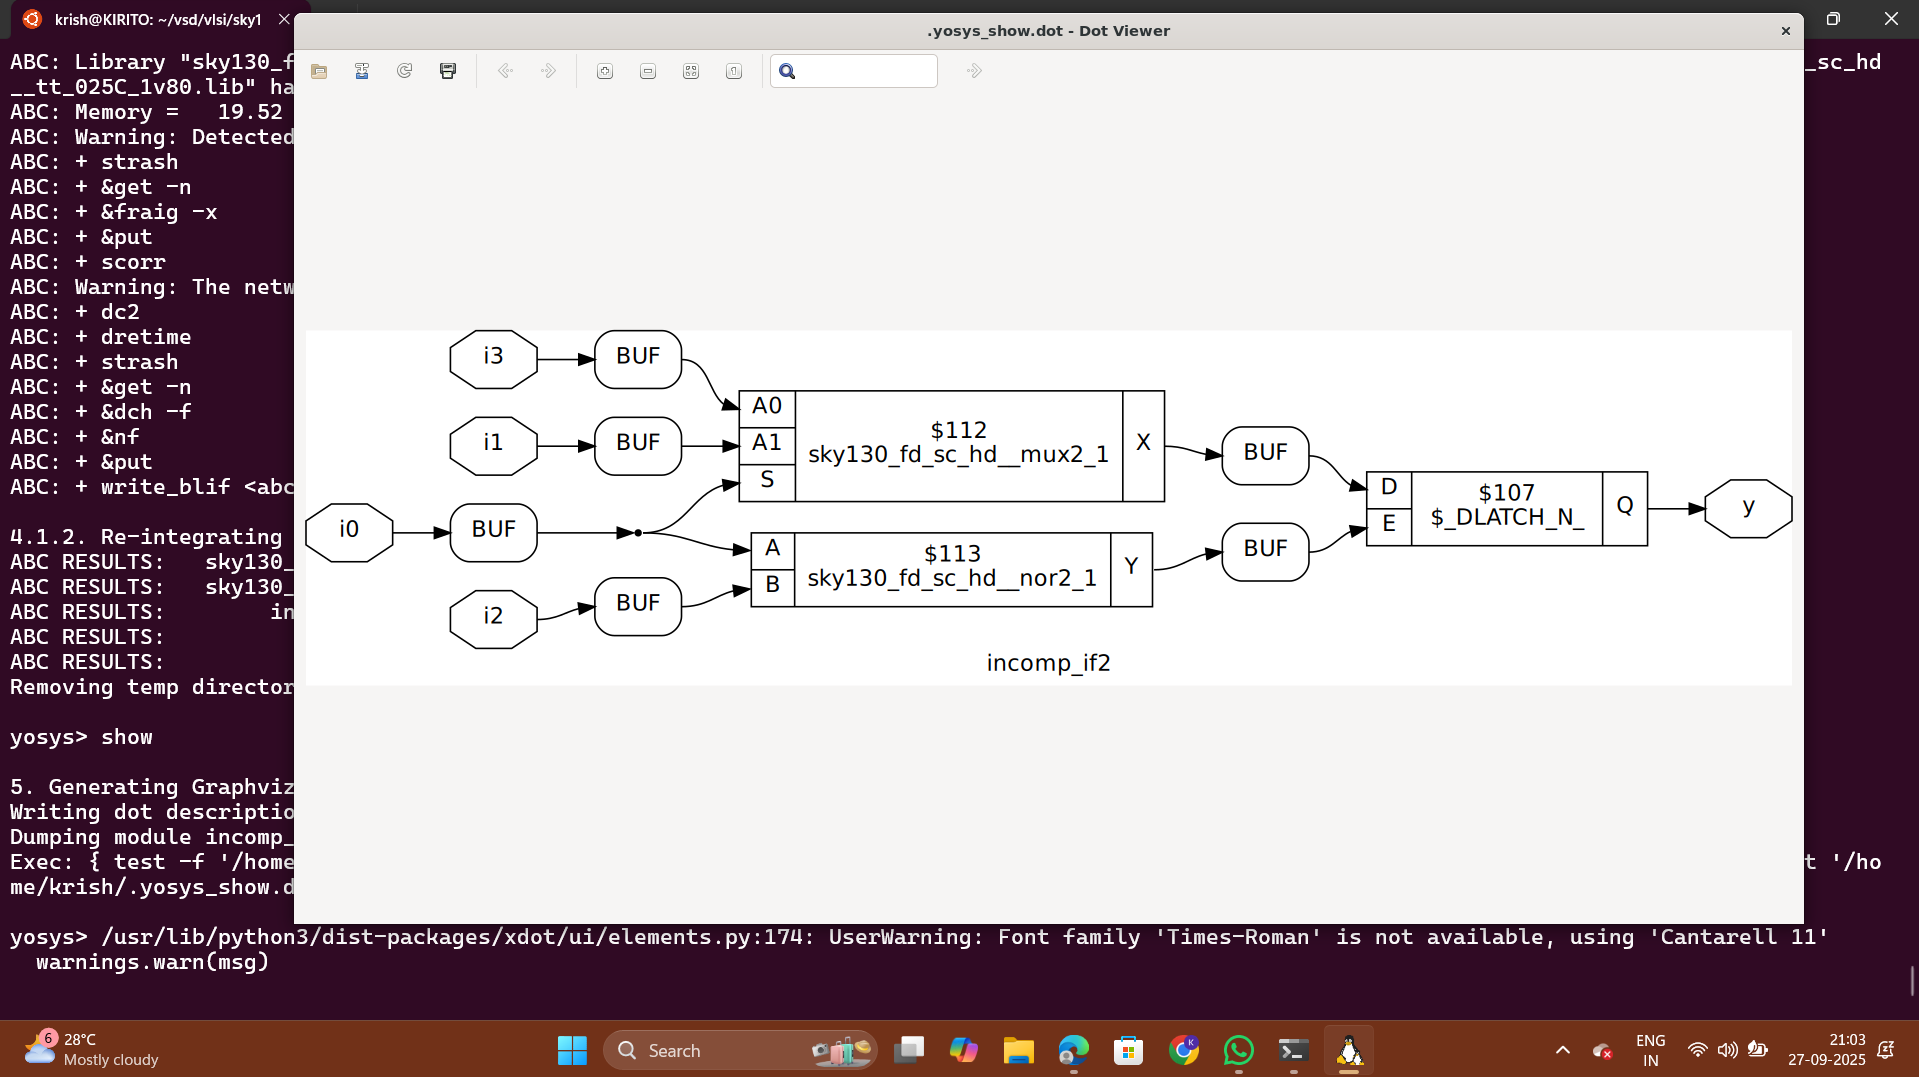 krish@KIRITO: ~/vsd/vlsi/sky1
.yosys_show.dot - Dot Viewer
ABC: Library "sky130_f
_sc_hd
__tt_025C_1v80.lib" ha
ABC: Memory =   19.52
ABC: Warning: Detected
ABC: + strash
ABC: + &get -n
ABC: + &fraig -x
ABC: + &put
ABC: + scorr
ABC: Warning: The netw
ABC: + dc2
ABC: + dretime
ABC: + strash
ABC: + &get -n
ABC: + &dch -f
ABC: + &nf
ABC: + &put
ABC: + write_blif <abc
4.1.2. Re-integrating
ABC RESULTS:   sky130_
ABC RESULTS:   sky130_
ABC RESULTS:        in
ABC RESULTS:
ABC RESULTS:
Removing temp director
yosys> show
5. Generating Graphviz
Writing dot descriptio
Dumping module incomp_
Exec: { test -f '/home
t '/ho
me/krish/.yosys_show.d
yosys> /usr/lib/python3/dist-packages/xdot/ui/elements.py:174: UserWarning: Font family 'Times-Roman' is not available, using 'Cantarell 11'
warnings.warn(msg)
i3
BUF
i1
BUF
i0
BUF
i2
BUF
A0
A1
S
$112
sky130_fd_sc_hd__mux2_1
X
A
B
$113
sky130_fd_sc_hd__nor2_1
Y
BUF
BUF
D
E
$107
$_DLATCH_N_
Q
y
incomp_if2
6
28°C
Mostly cloudy
Search
K
ENG
IN
21:03
27-09-2025